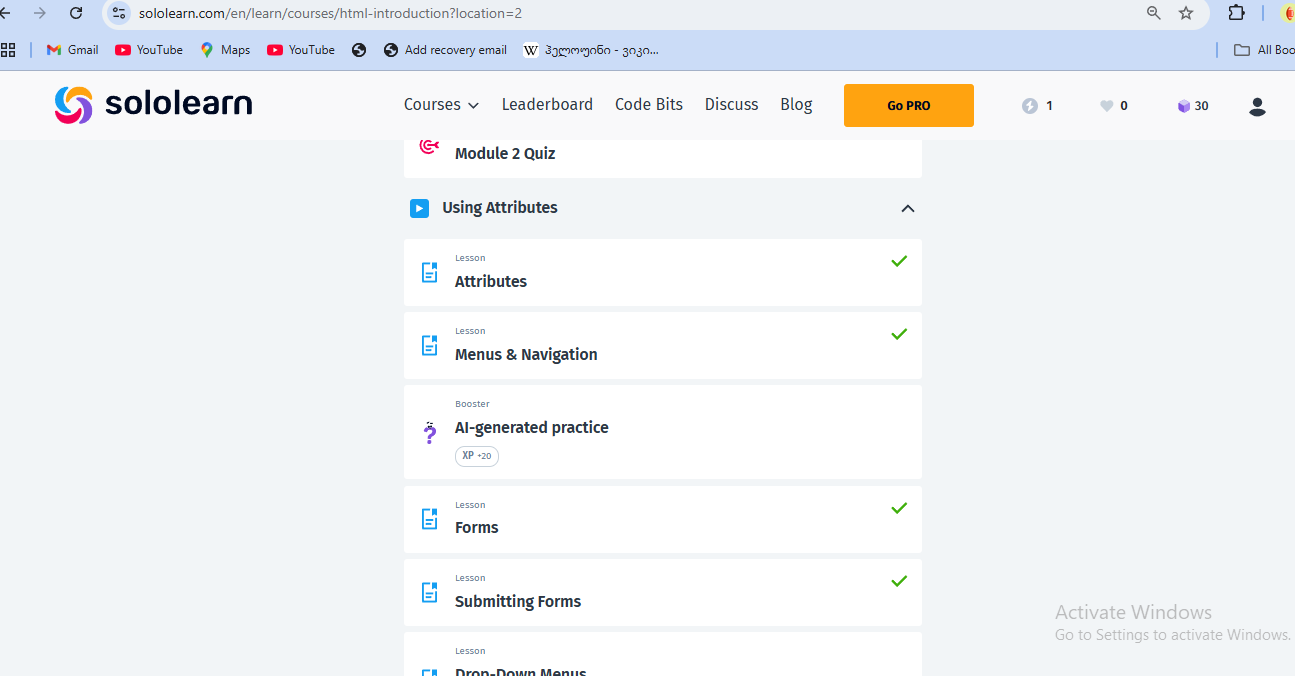 sololearn.com/en/learn/courses/html-introduction?location=2
Gmail YouTube Maps YouTube Add recovery email W ჰელოუინი - ვიკი... All Boo
sololearn Courses Leaderboard Code Bits Discuss Blog Go PRO 1 0 30
Module 2 Quiz
Using Attributes
Lesson
Attributes
Lesson
Menus & Navigation
Booster
AI-generated practice
XP +20
Lesson
Forms
Lesson
Submitting Forms
Lesson
Drop-Down Menus
Activate Windows
Go to Settings to activate Windows.